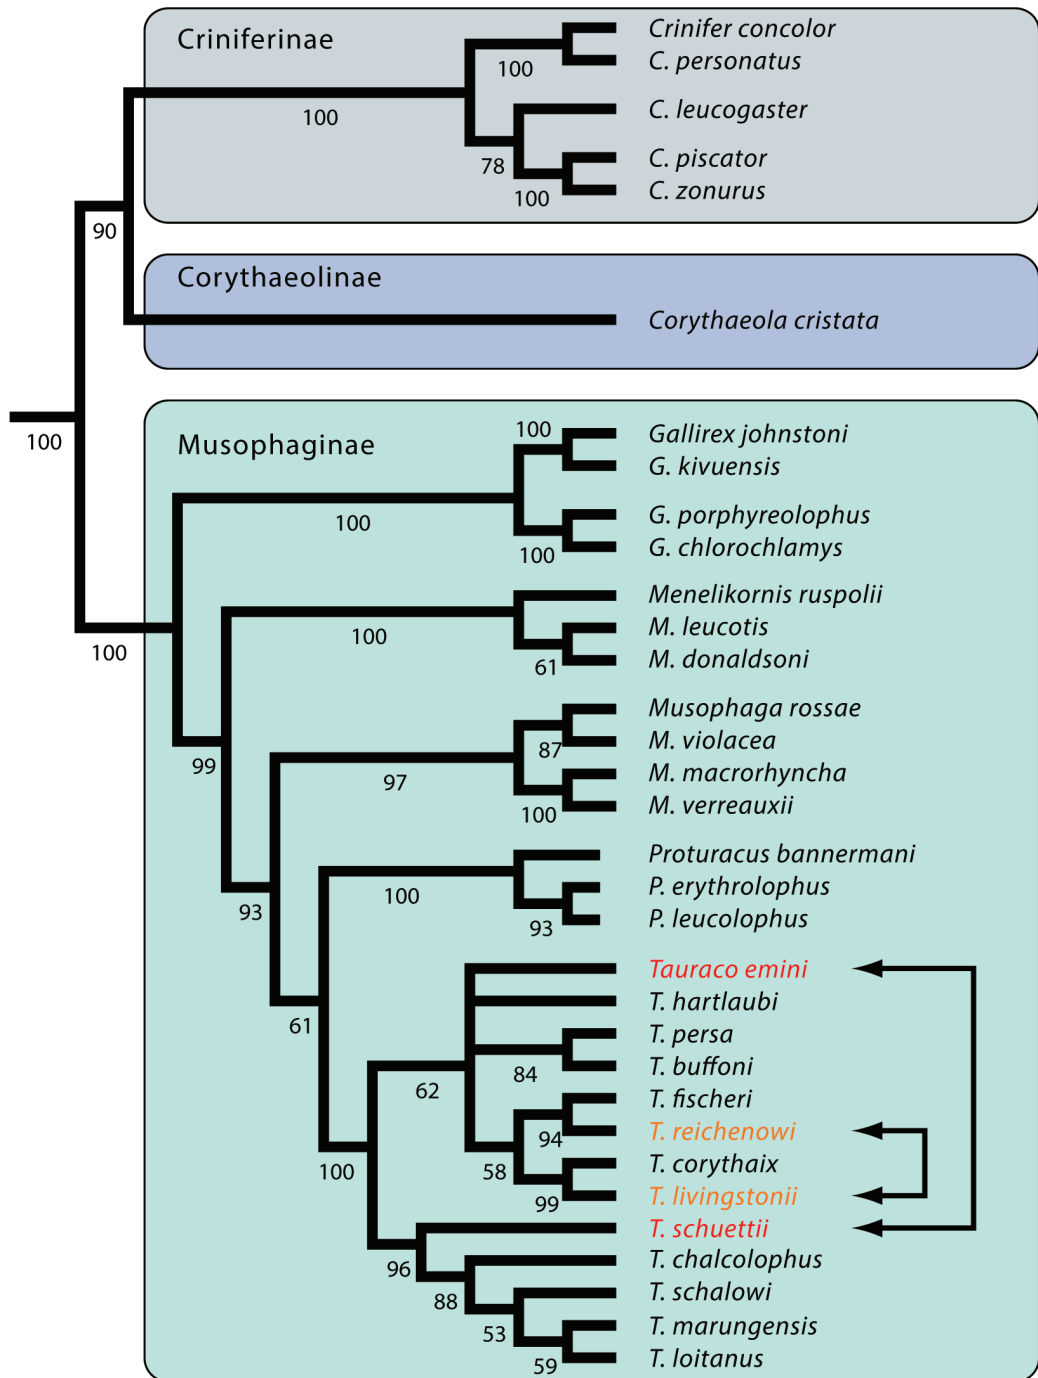 Criniferinae
Crinifer concolor
100
C. personatus
100
C. leucogaster
78
C. piscator
100
C. zonurus
90
Corythaeolinae
Corythaeola cristata
100
Musophaginae
100
Gallirex johnstoni
G. kivuensis
100
G. porphyreolophus
100
G. chlorochlamys
Menelikornis ruspolii
100
M. leucotis
100
61
M. donaldsoni
Musophaga rossae
87
M. violacea
99
97
M. macrorhyncha
100
M. verreauxii
Proturacus bannermani
100
P. erythrolophus
93
93
P. leucolophus
Tauraco emini
T. hartlaubi
61
T. persa
84
T. buffoni
62
T. fischeri
94
T. reichenowi
T. corythaix
100
58
99
T. livingstonii
T. schuettii
96
T. chalcolophus
88
T. schalowi
53
T. marungensis
59
T. loitanus